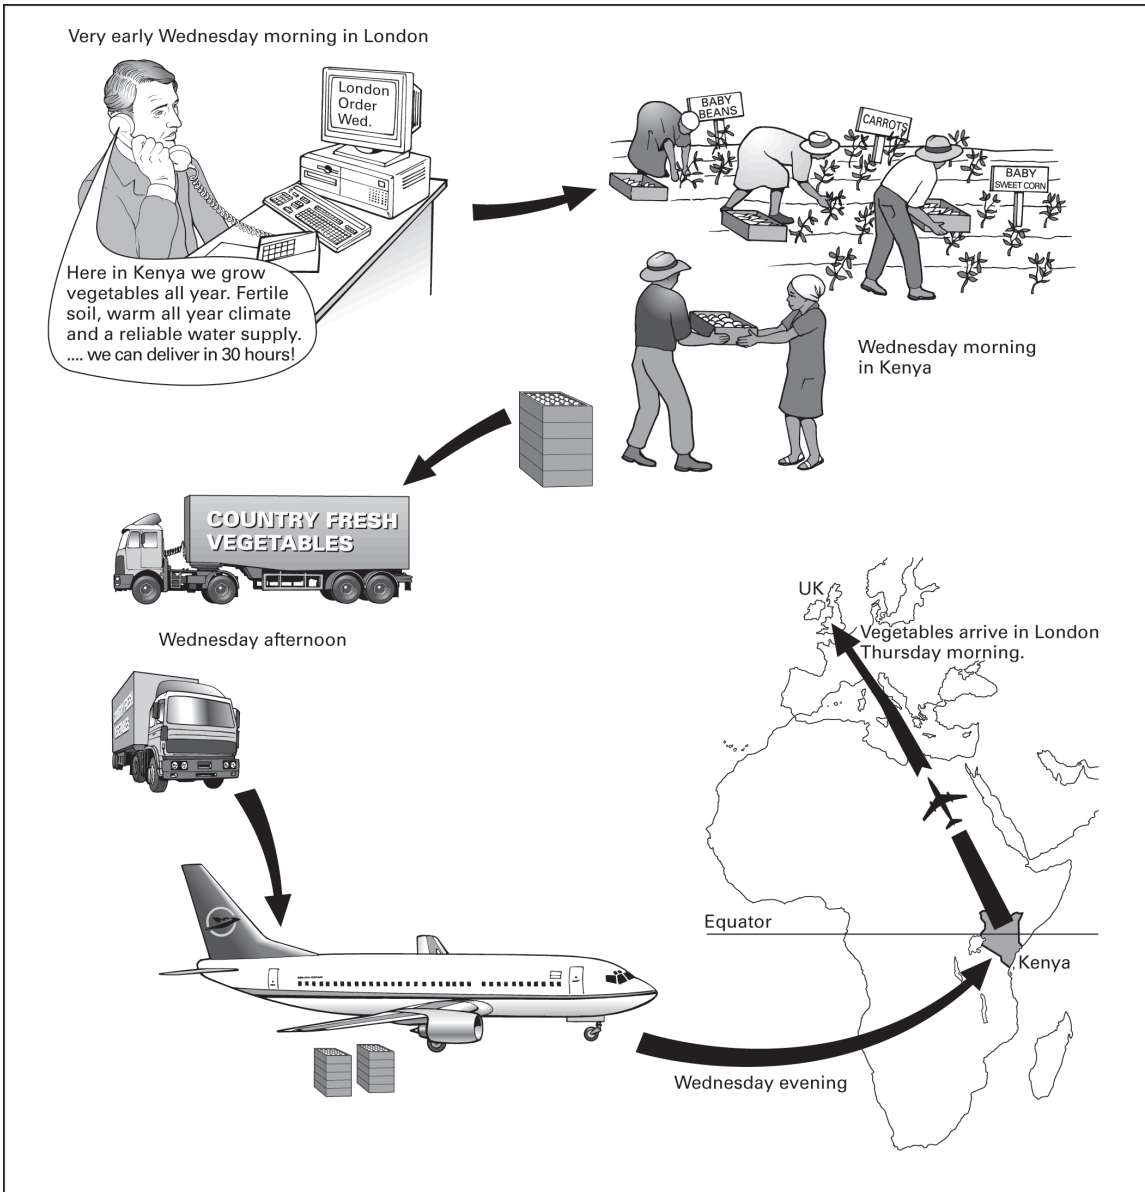 Very early Wednesday morning in London
London
Order
Wed.
Here in Kenya we grow
vegetables all year. Fertile
soil, warm all year climate
and a reliable water supply.
.... we can deliver in 30 hours!
BABY
BEANS
CARROTS
BABY
SWEET CORN
Wednesday morning
in Kenya
COUNTRY FRESH
VEGETABLES
Wednesday afternoon
UK
Vegetables arrive in London
Thursday morning.
Equator
Kenya
Wednesday evening